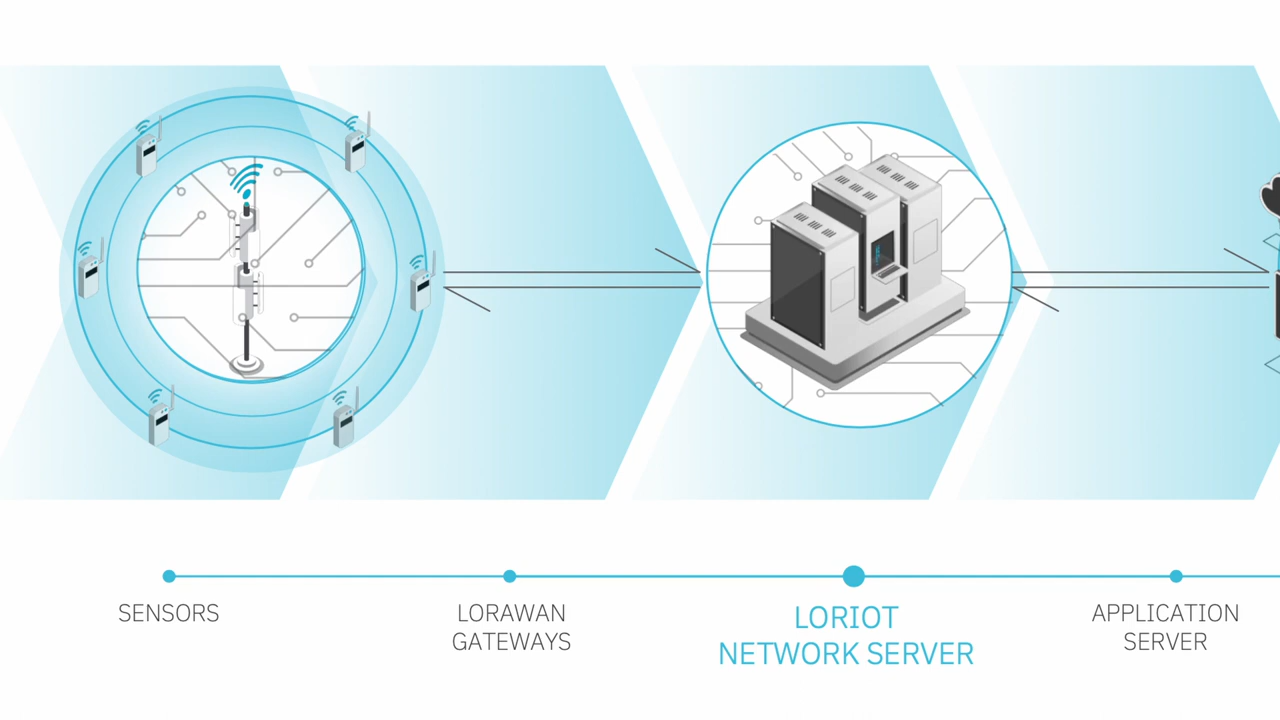 SENSORS
LORAWAN
GATEWAYS
LORIOT
NETWORK SERVER
APPLICATION
SERVER